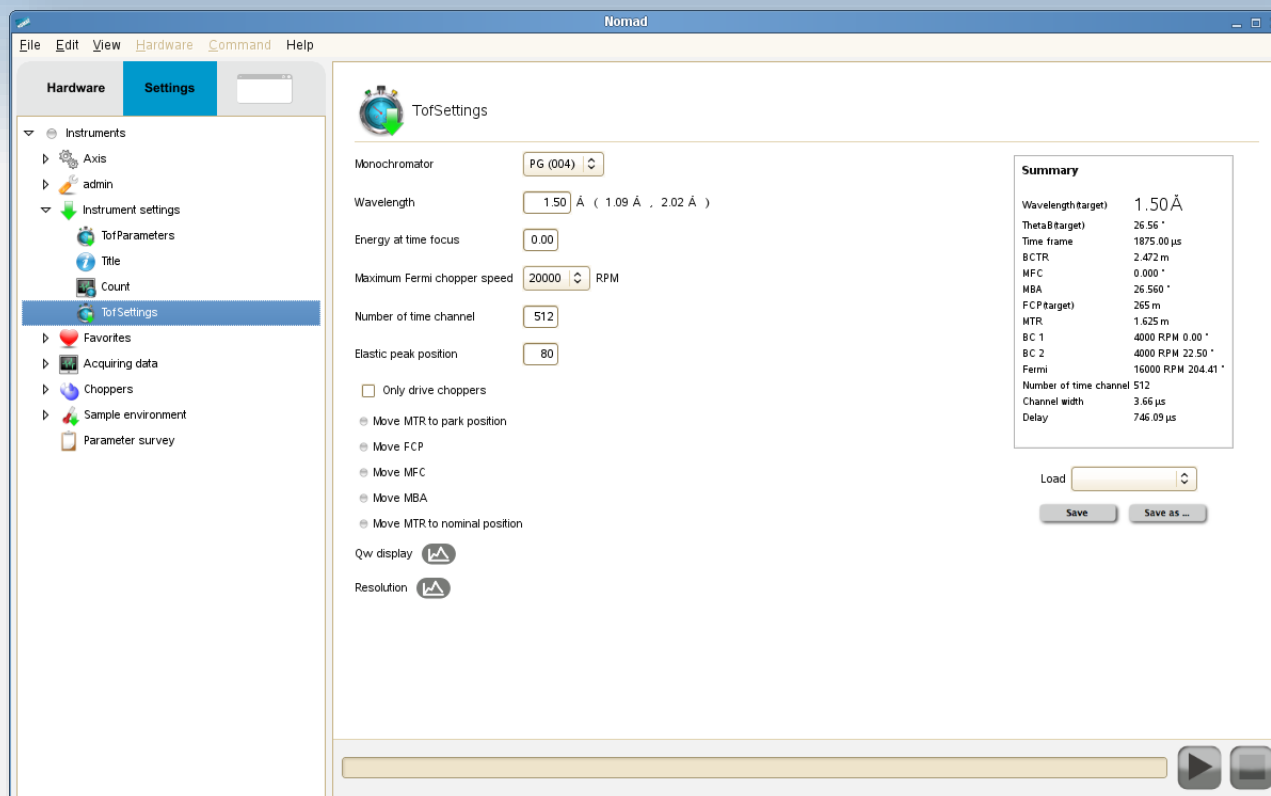 Nomad
File Edit View Hardware Command Help
Hardware Settings
Instruments
Axis
admin
Instrument settings
TofParameters
Title
Count
TofSettings
Favorites
Acquiring data
Choppers
Sample environment
Parameter survey
TofSettings
Monochromator PG (004)
Wavelength 1.50 Å ( 1.09 Å , 2.02 Å )
Energy at time focus 0.00
Maximum Fermi chopper speed 20000 RPM
Number of time channel 512
Elastic peak position 80
Only drive choppers
Move MTR to park position
Move FCP
Move MFC
Move MBA
Move MTR to nominal position
Qw display
Resolution
Summary
Wavelength(target) 1.50 Å
ThetaB(target) 26.56 °
Time frame 1875.00 µs
BCTR 2.472 m
MFC 0.000 °
MBA 26.560 °
FCP(target) 265 m
MTR 1.625 m
BC 1 4000 RPM 0.00 °
BC 2 4000 RPM 22.50 °
Fermi 16000 RPM 204.41 °
Number of time channel 512
Channel width 3.66 µs
Delay 746.09 µs
Load
Save Save as ...